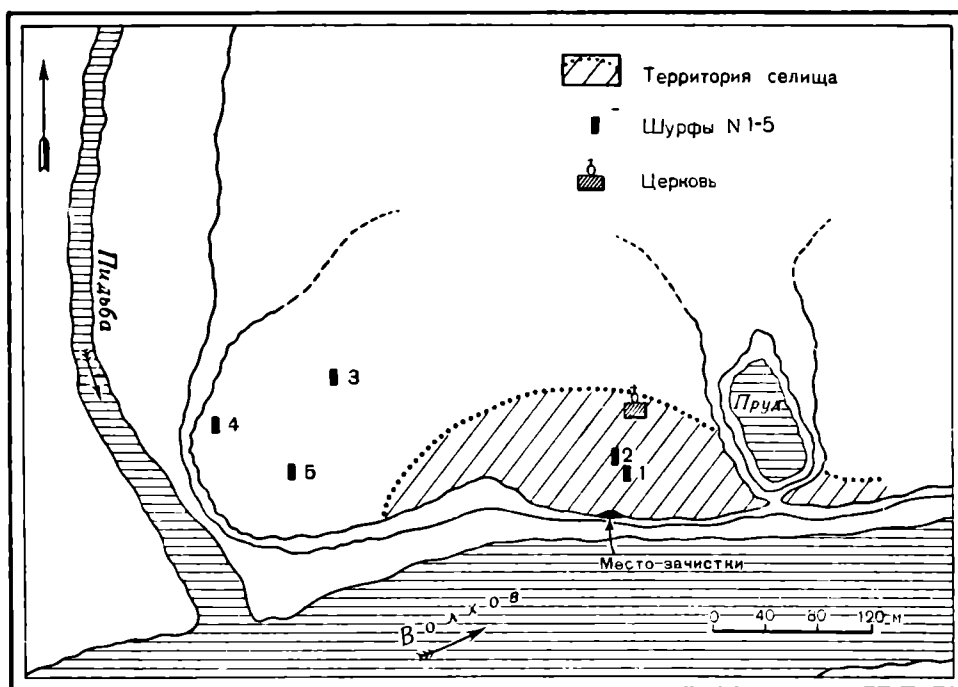 Территория селища
Шурфы N 1-5
Церковь
Пидьба
3
4
5
2
1
Пруд
Место-зачистки
Волхов
0 40 80 120 м